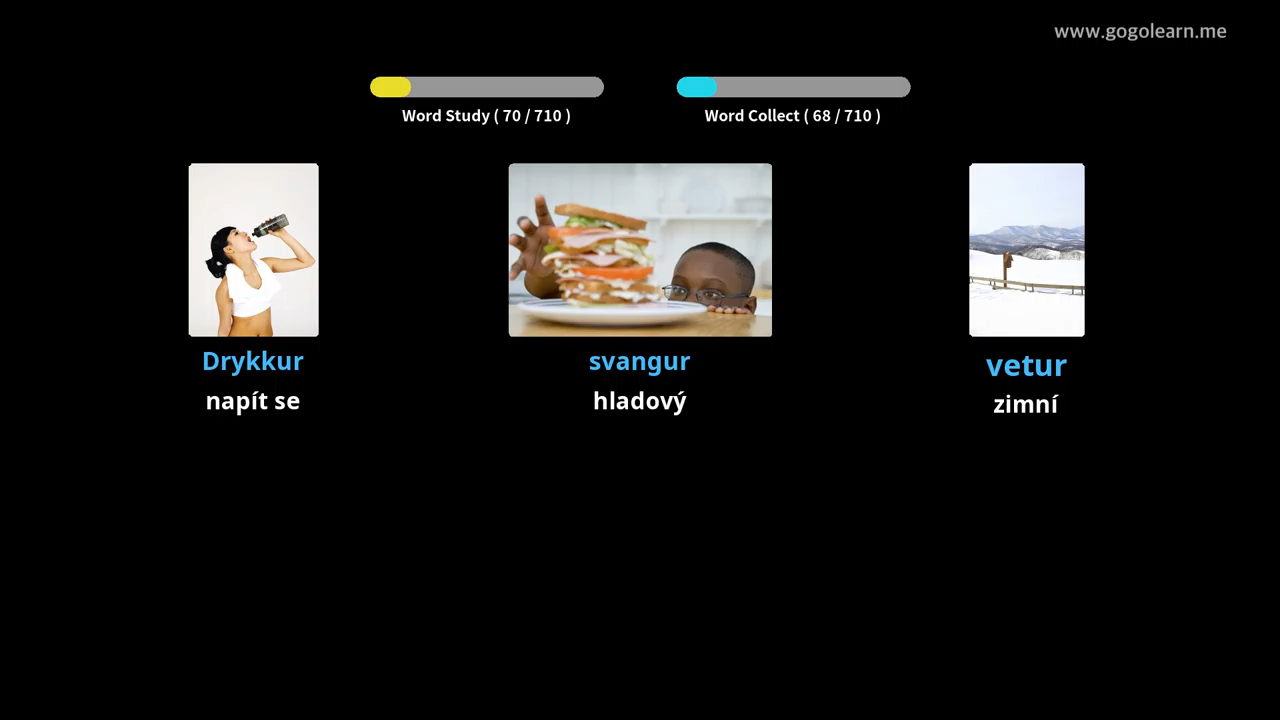 www.gogolearn.me
Word Study ( 70 / 710 )
Word Collect ( 68 / 710 )
Drykkur
napít se
svangur
hladový
vetur
zimní